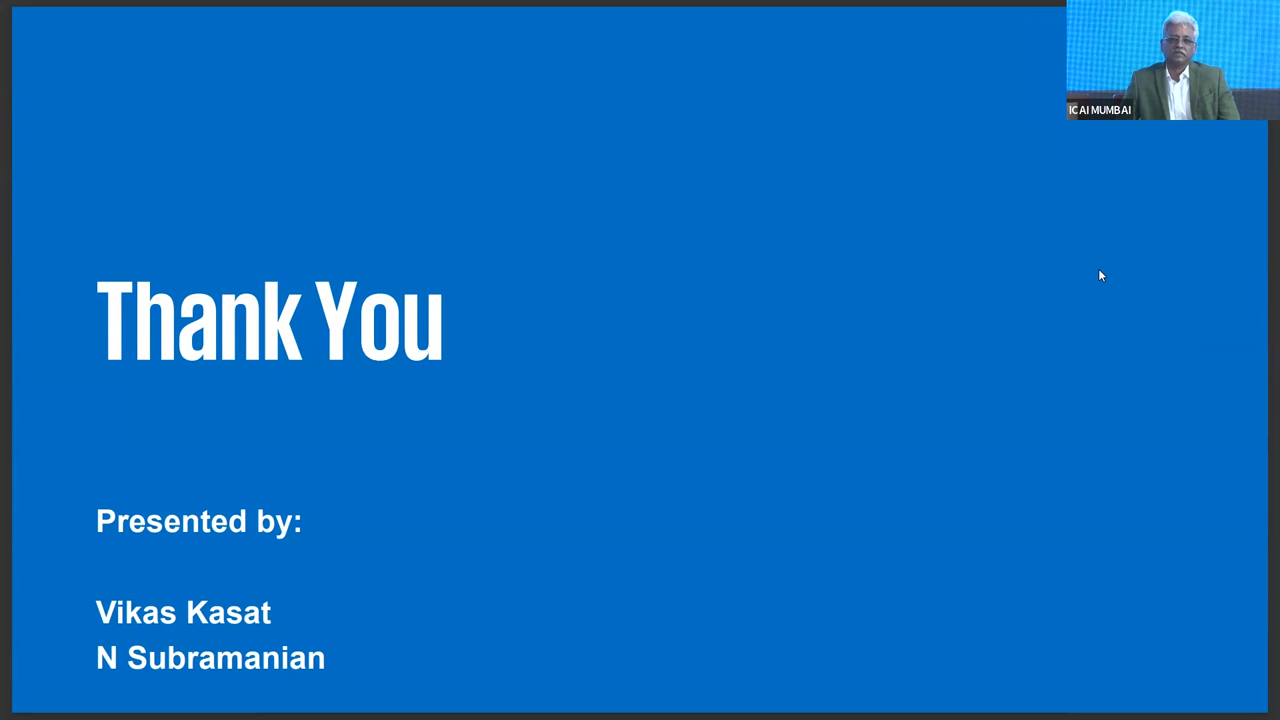 ICAI MUMBAI
Thank You
Presented by:
Vikas Kasat
N Subramanian